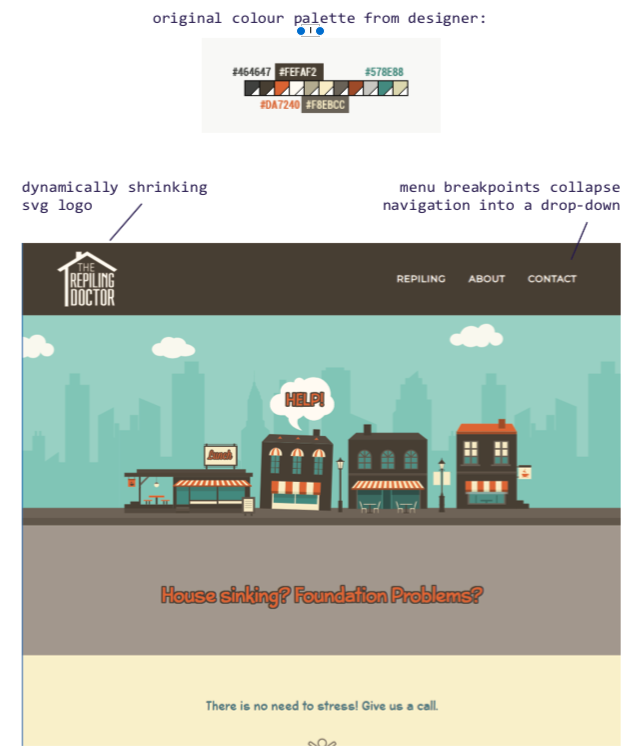 original colour palette from designer:
#464647 #FEFAF2 #578E88
#DA7240 #F8EBCC
dynamically shrinking
svg logo
menu breakpoints collapse
navigation into a drop-down
THE
REPILING
DOCTOR
REPILING ABOUT CONTACT
HELP!
House sinking? Foundation Problems?
There is no need to stress! Give us a call.